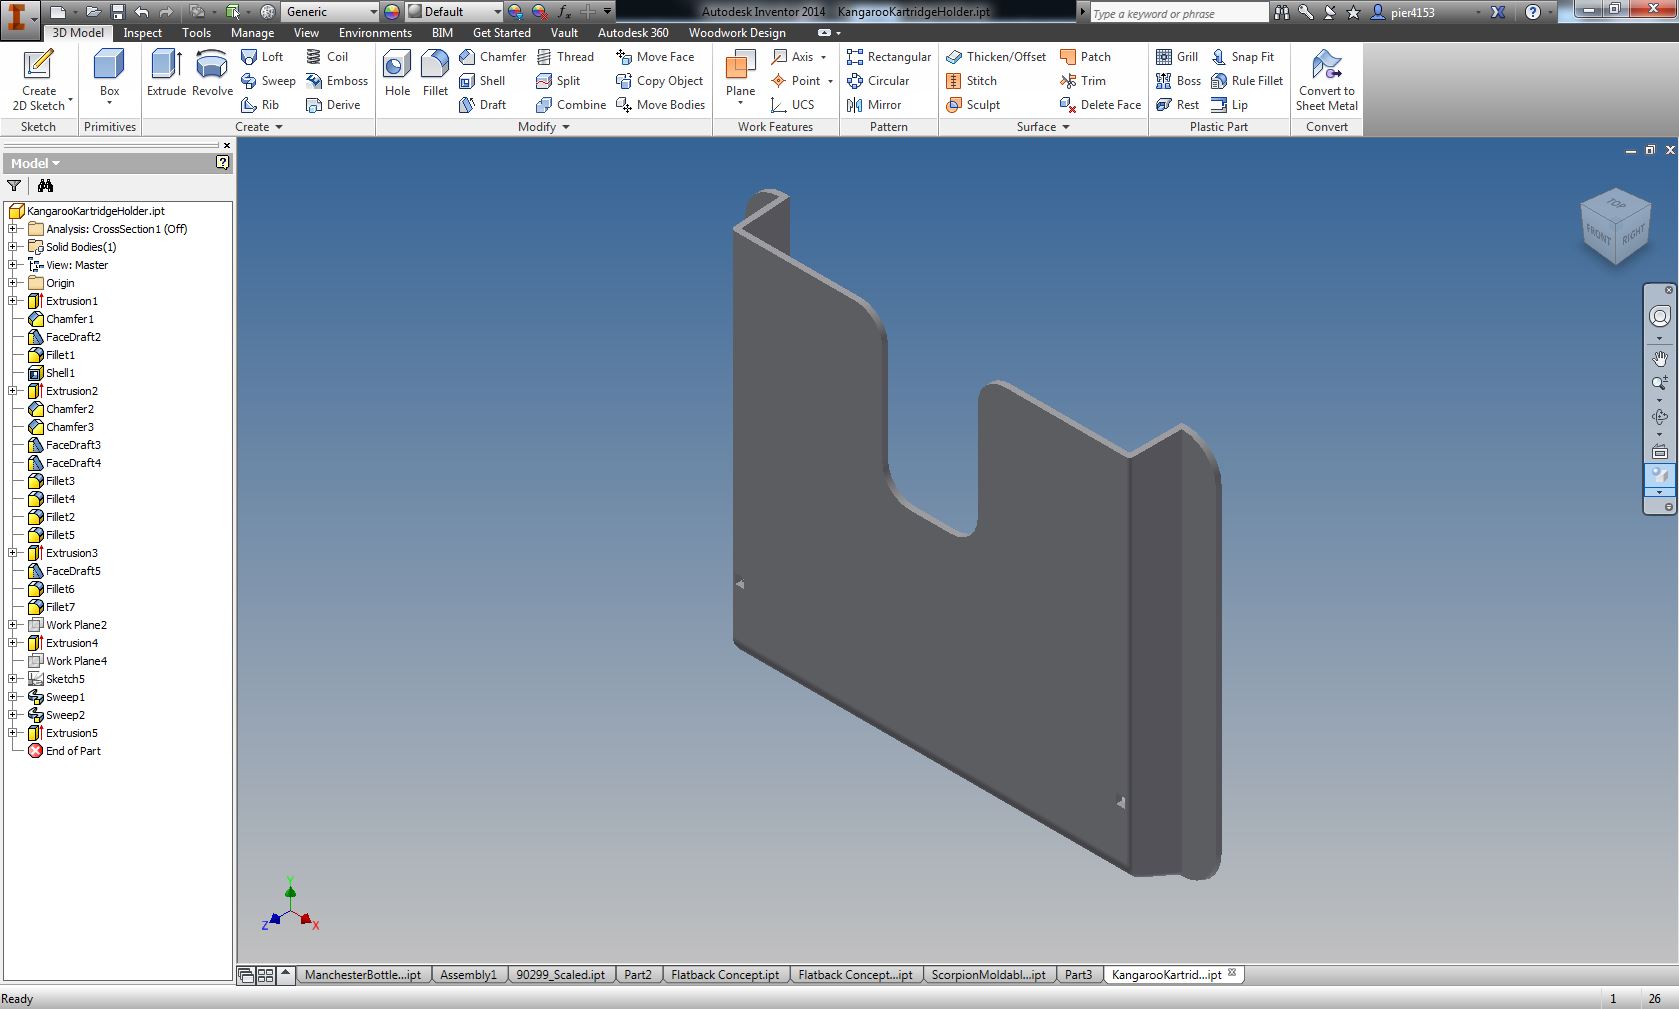 Generic Default Autodesk Inventor 2014 KangarooKartridgeHolder.ipt Type a keyword or phrase pier4153
3D Model Inspect Tools Manage View Environments BIM Get Started Vault Autodesk 360 Woodwork Design
Create 2D Sketch
Sketch
Box
Primitives
Extrude Revolve
Loft Coil
Sweep Emboss
Rib Derive
Create
Hole Fillet
Chamfer Thread Move Face
Shell Split Copy Object
Draft Combine Move Bodies
Modify
Plane
Axis
Point
UCS
Work Features
Rectangular
Circular
Mirror
Pattern
Thicken/Offset Patch
Stitch Trim
Sculpt Delete Face
Surface
Grill Snap Fit
Boss Rule Fillet
Rest Lip
Plastic Part
Convert to Sheet Metal
Convert
Model
KangarooKartridgeHolder.ipt
Analysis: CrossSection1 (Off)
Solid Bodies(1)
View: Master
Origin
Extrusion1
Chamfer1
FaceDraft2
Fillet1
Shell1
Extrusion2
Chamfer2
Chamfer3
FaceDraft3
FaceDraft4
Fillet3
Fillet4
Fillet2
Fillet5
Extrusion3
FaceDraft5
Fillet6
Fillet7
Work Plane2
Extrusion4
Work Plane4
Sketch5
Sweep1
Sweep2
Extrusion5
End of Part
TOP
FRONT RIGHT
Y
Z X
ManchesterBottle...ipt Assembly1 90299_Scaled.ipt Part2 Flatback Concept.ipt Flatback Concept...ipt ScorpionMoldabl...ipt Part3 KangarooKartrid...ipt
Ready 1 26